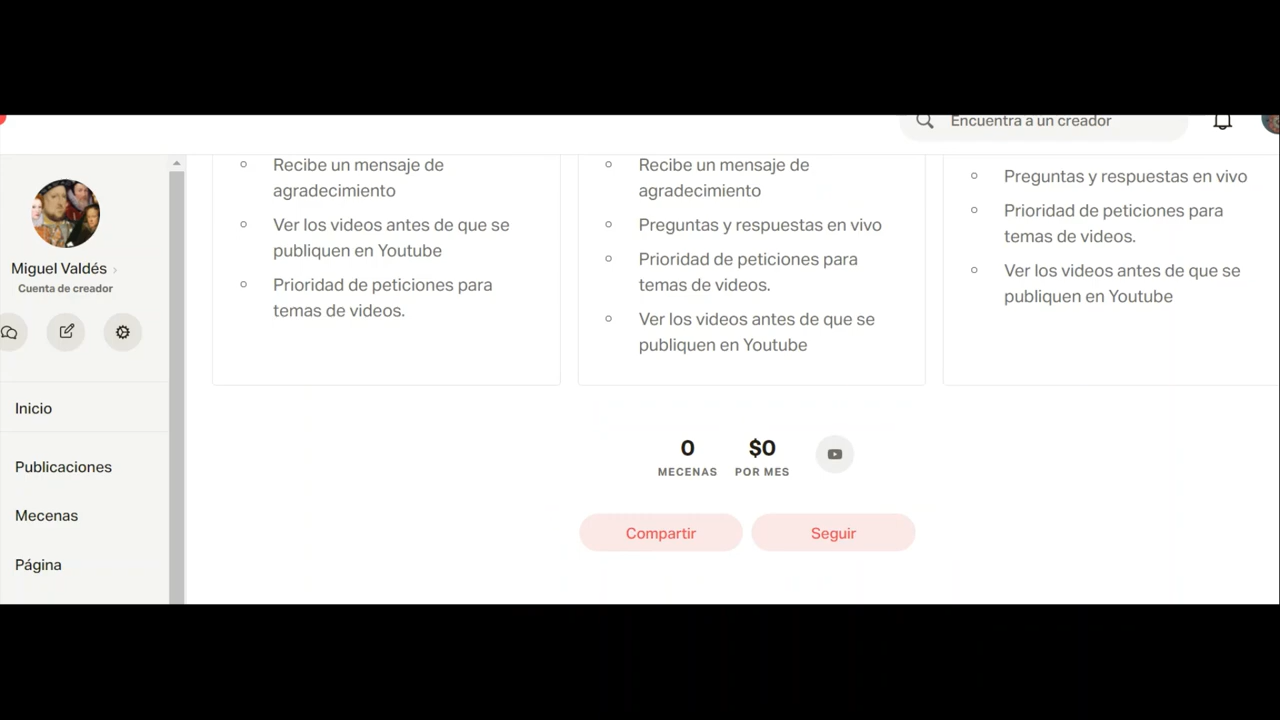 Encuentra a un creador
Miguel Valdés
Cuenta de creador
Inicio
Publicaciones
Mecenas
Página
Recibe un mensaje de
agradecimiento
Ver los videos antes de que se
publiquen en Youtube
Prioridad de peticiones para
temas de videos.
Recibe un mensaje de
agradecimiento
Preguntas y respuestas en vivo
Prioridad de peticiones para
temas de videos.
Ver los videos antes de que se
publiquen en Youtube
Preguntas y respuestas en vivo
Prioridad de peticiones para
temas de videos.
Ver los videos antes de que se
publiquen en Youtube
0 $0
MECENAS POR MES
Compartir Seguir